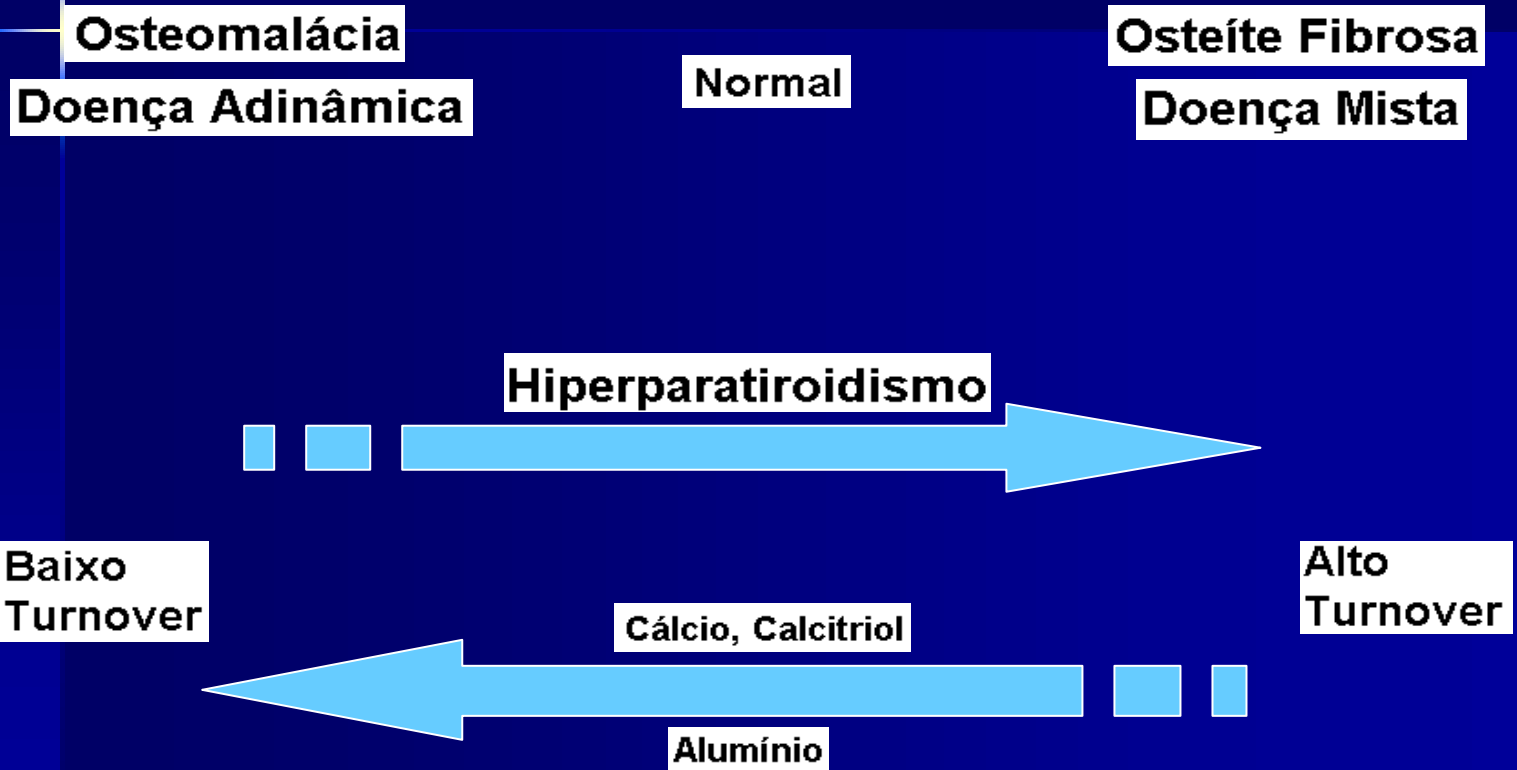 Osteomalácia
Doença Adinâmica
Normal
Osteíte Fibrosa
Doença Mista
Hiperparatiroidismo
Baixo
Turnover
Alto
Turnover
Cálcio, Calcitriol
Alumínio